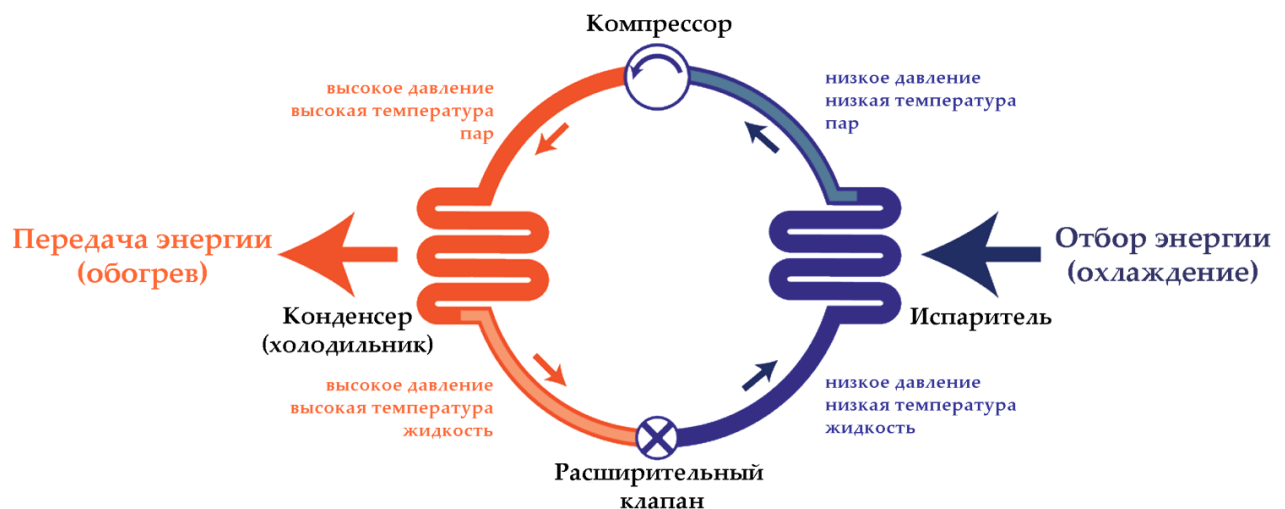 Компрессор
высокое давление
высокая температура
пар
низкое давление
низкая температура
пар
Передача энергии
(обогрев)
Отбор энергии
(охлаждение)
Конденсер
(холодильник)
Испаритель
высокое давление
высокая температура
жидкость
низкое давление
низкая температура
жидкость
Расширительный
клапан